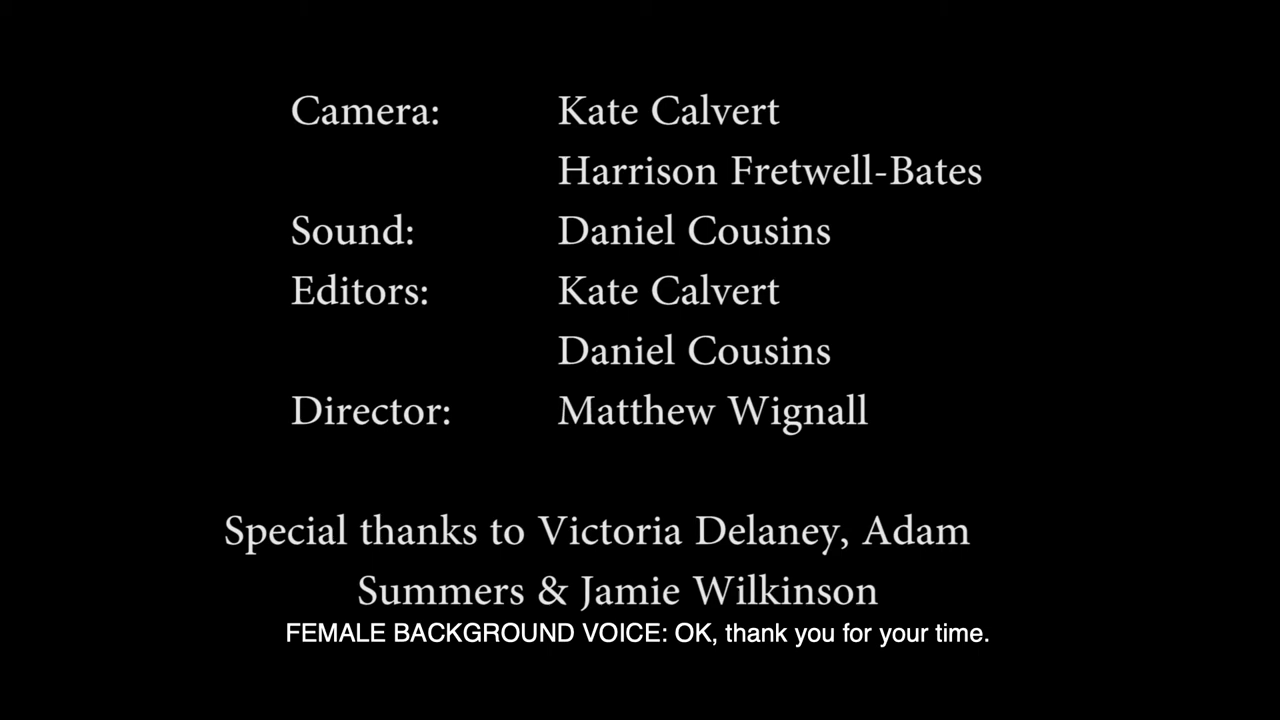 Camera: Kate Calvert
Harrison Fretwell-Bates
Sound: Daniel Cousins
Editors: Kate Calvert
Daniel Cousins
Director: Matthew Wignall
Special thanks to Victoria Delaney, Adam
Summers & Jamie Wilkinson
FEMALE BACKGROUND VOICE: OK, thank you for your time.